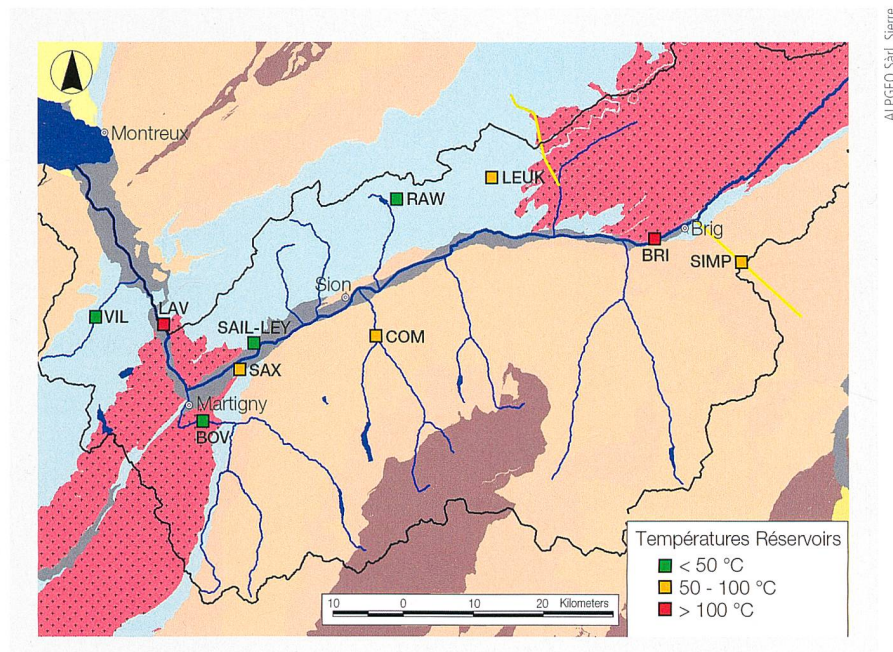 ALPGEO Sàrl, Sierre
Montreux
LEUK
RAW
Brig
BRI
SIMP
Sion
VIL
LAV
SAIL-LEY
COM
SAX
Martigny
BOV
Températures Réservoirs
< 50 °C
50 - 100 °C
> 100 °C
10 0 10 20 Kilometers